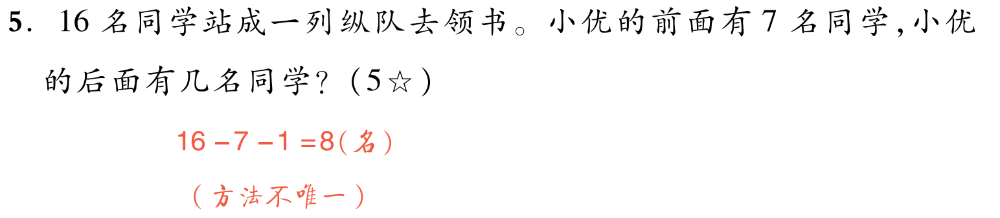 5. 16名同学站成一列纵队去领书。小优的前面有7名同学,小优
的后面有几名同学?(5☆)
16-7-1=8(名)
(方法不唯一)